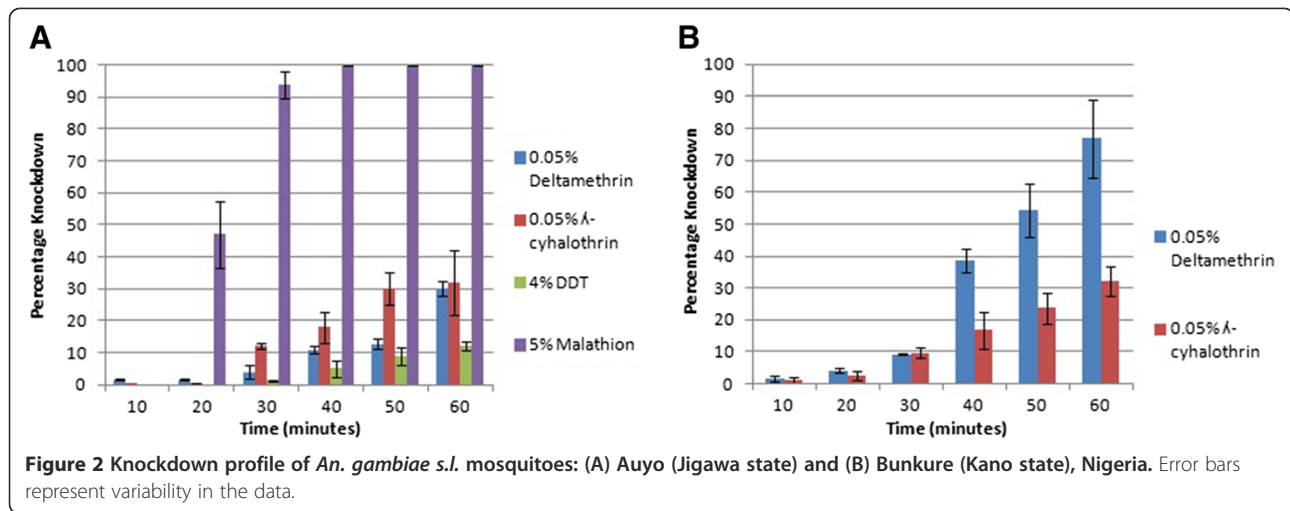 A
Percentage Knockdown
100
90
80
70
60
50
40
30
20
10
0
10 20 30 40 50 60
Time (minutes)
0.05%
Deltamethrin
0.05% ʎ-
cyhalothrin
4% DDT
5% Malathion
B
Percentage Knockdown
100
90
80
70
60
50
40
30
20
10
0
10 20 30 40 50 60
Time (minutes)
0.05%
Deltamethrin
0.05% ʎ-
cyhalothrin
Figure 2 Knockdown profile of An. gambiae s.l. mosquitoes: (A) Auyo (Jigawa state) and (B) Bunkure (Kano state), Nigeria. Error bars
represent variability in the data.